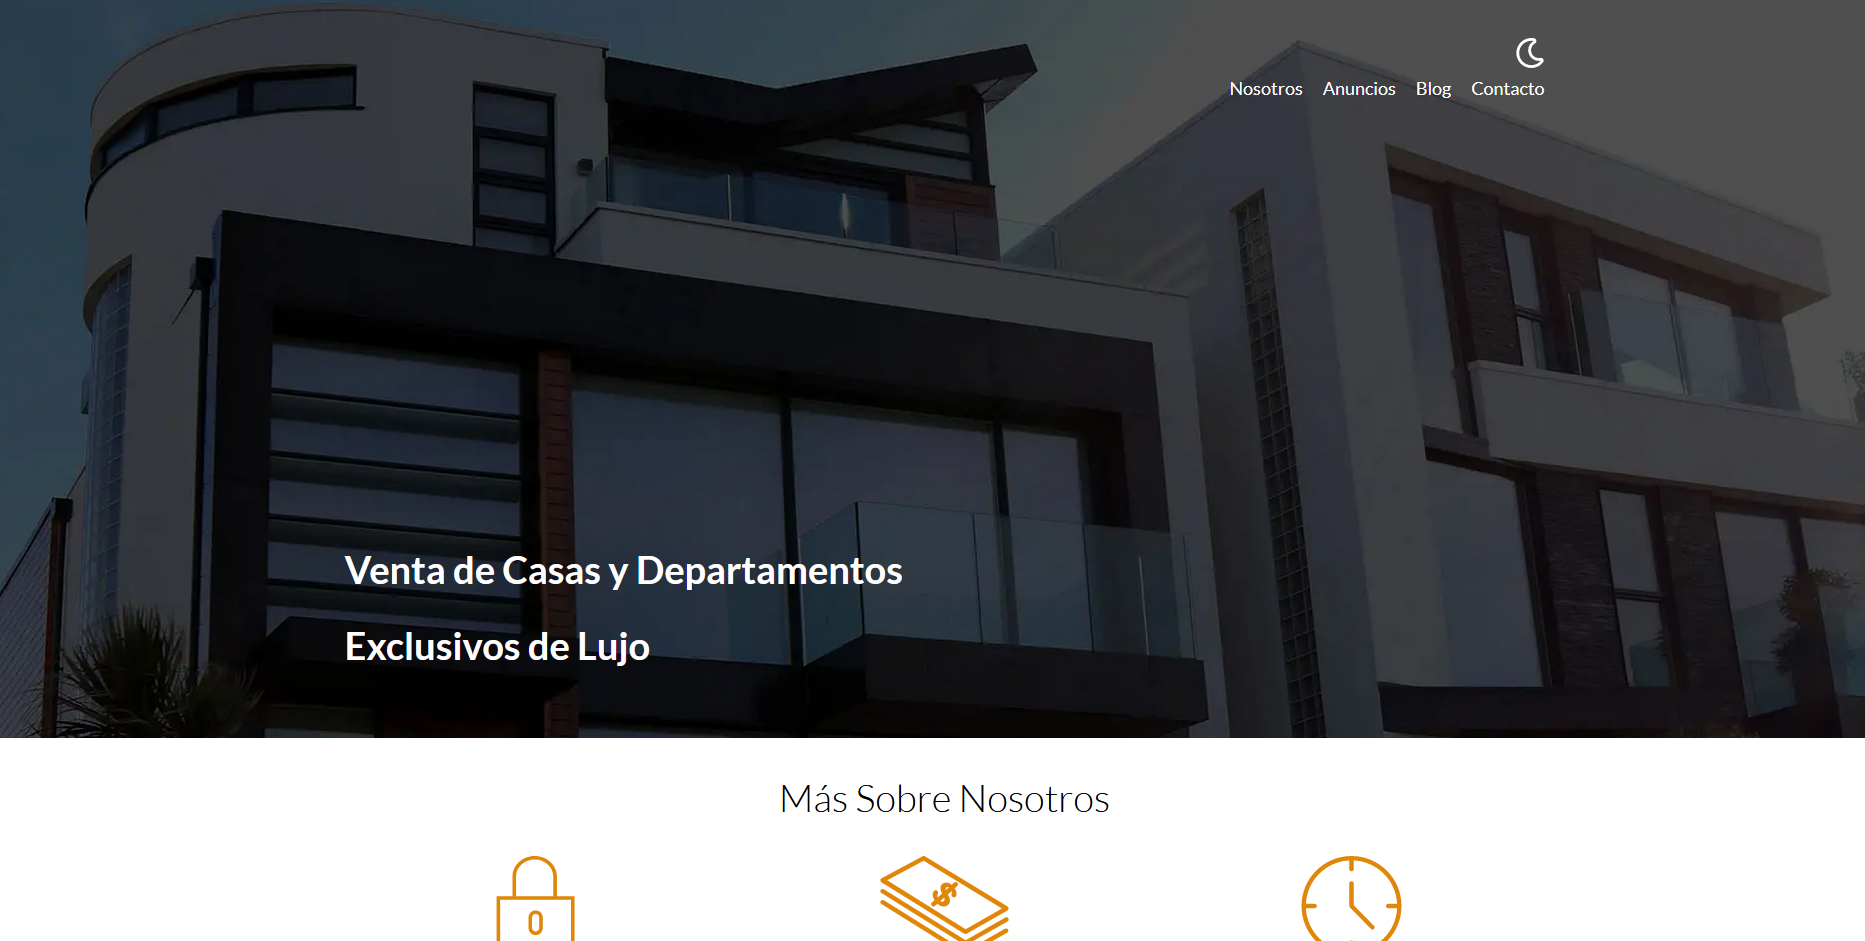 Nosotros Anuncios Blog Contacto
Venta de Casas y Departamentos
Exclusivos de Lujo
Más Sobre Nosotros
$